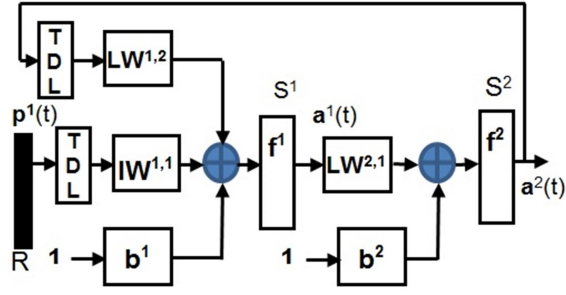 T
D
L
LW1,2
S1
S2
p1(t)
T
D
L
IW1,1
f1
a1(t)
LW2,1
f2
a2(t)
R
1
b1
1
b2